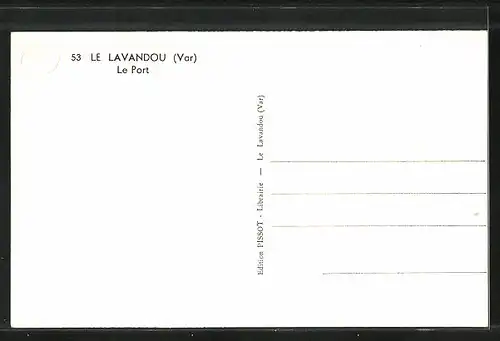 53 LE LAVANDOU (Var)
Le Port
Edition PISSOT - Librairie — Le Lavandou (Var)